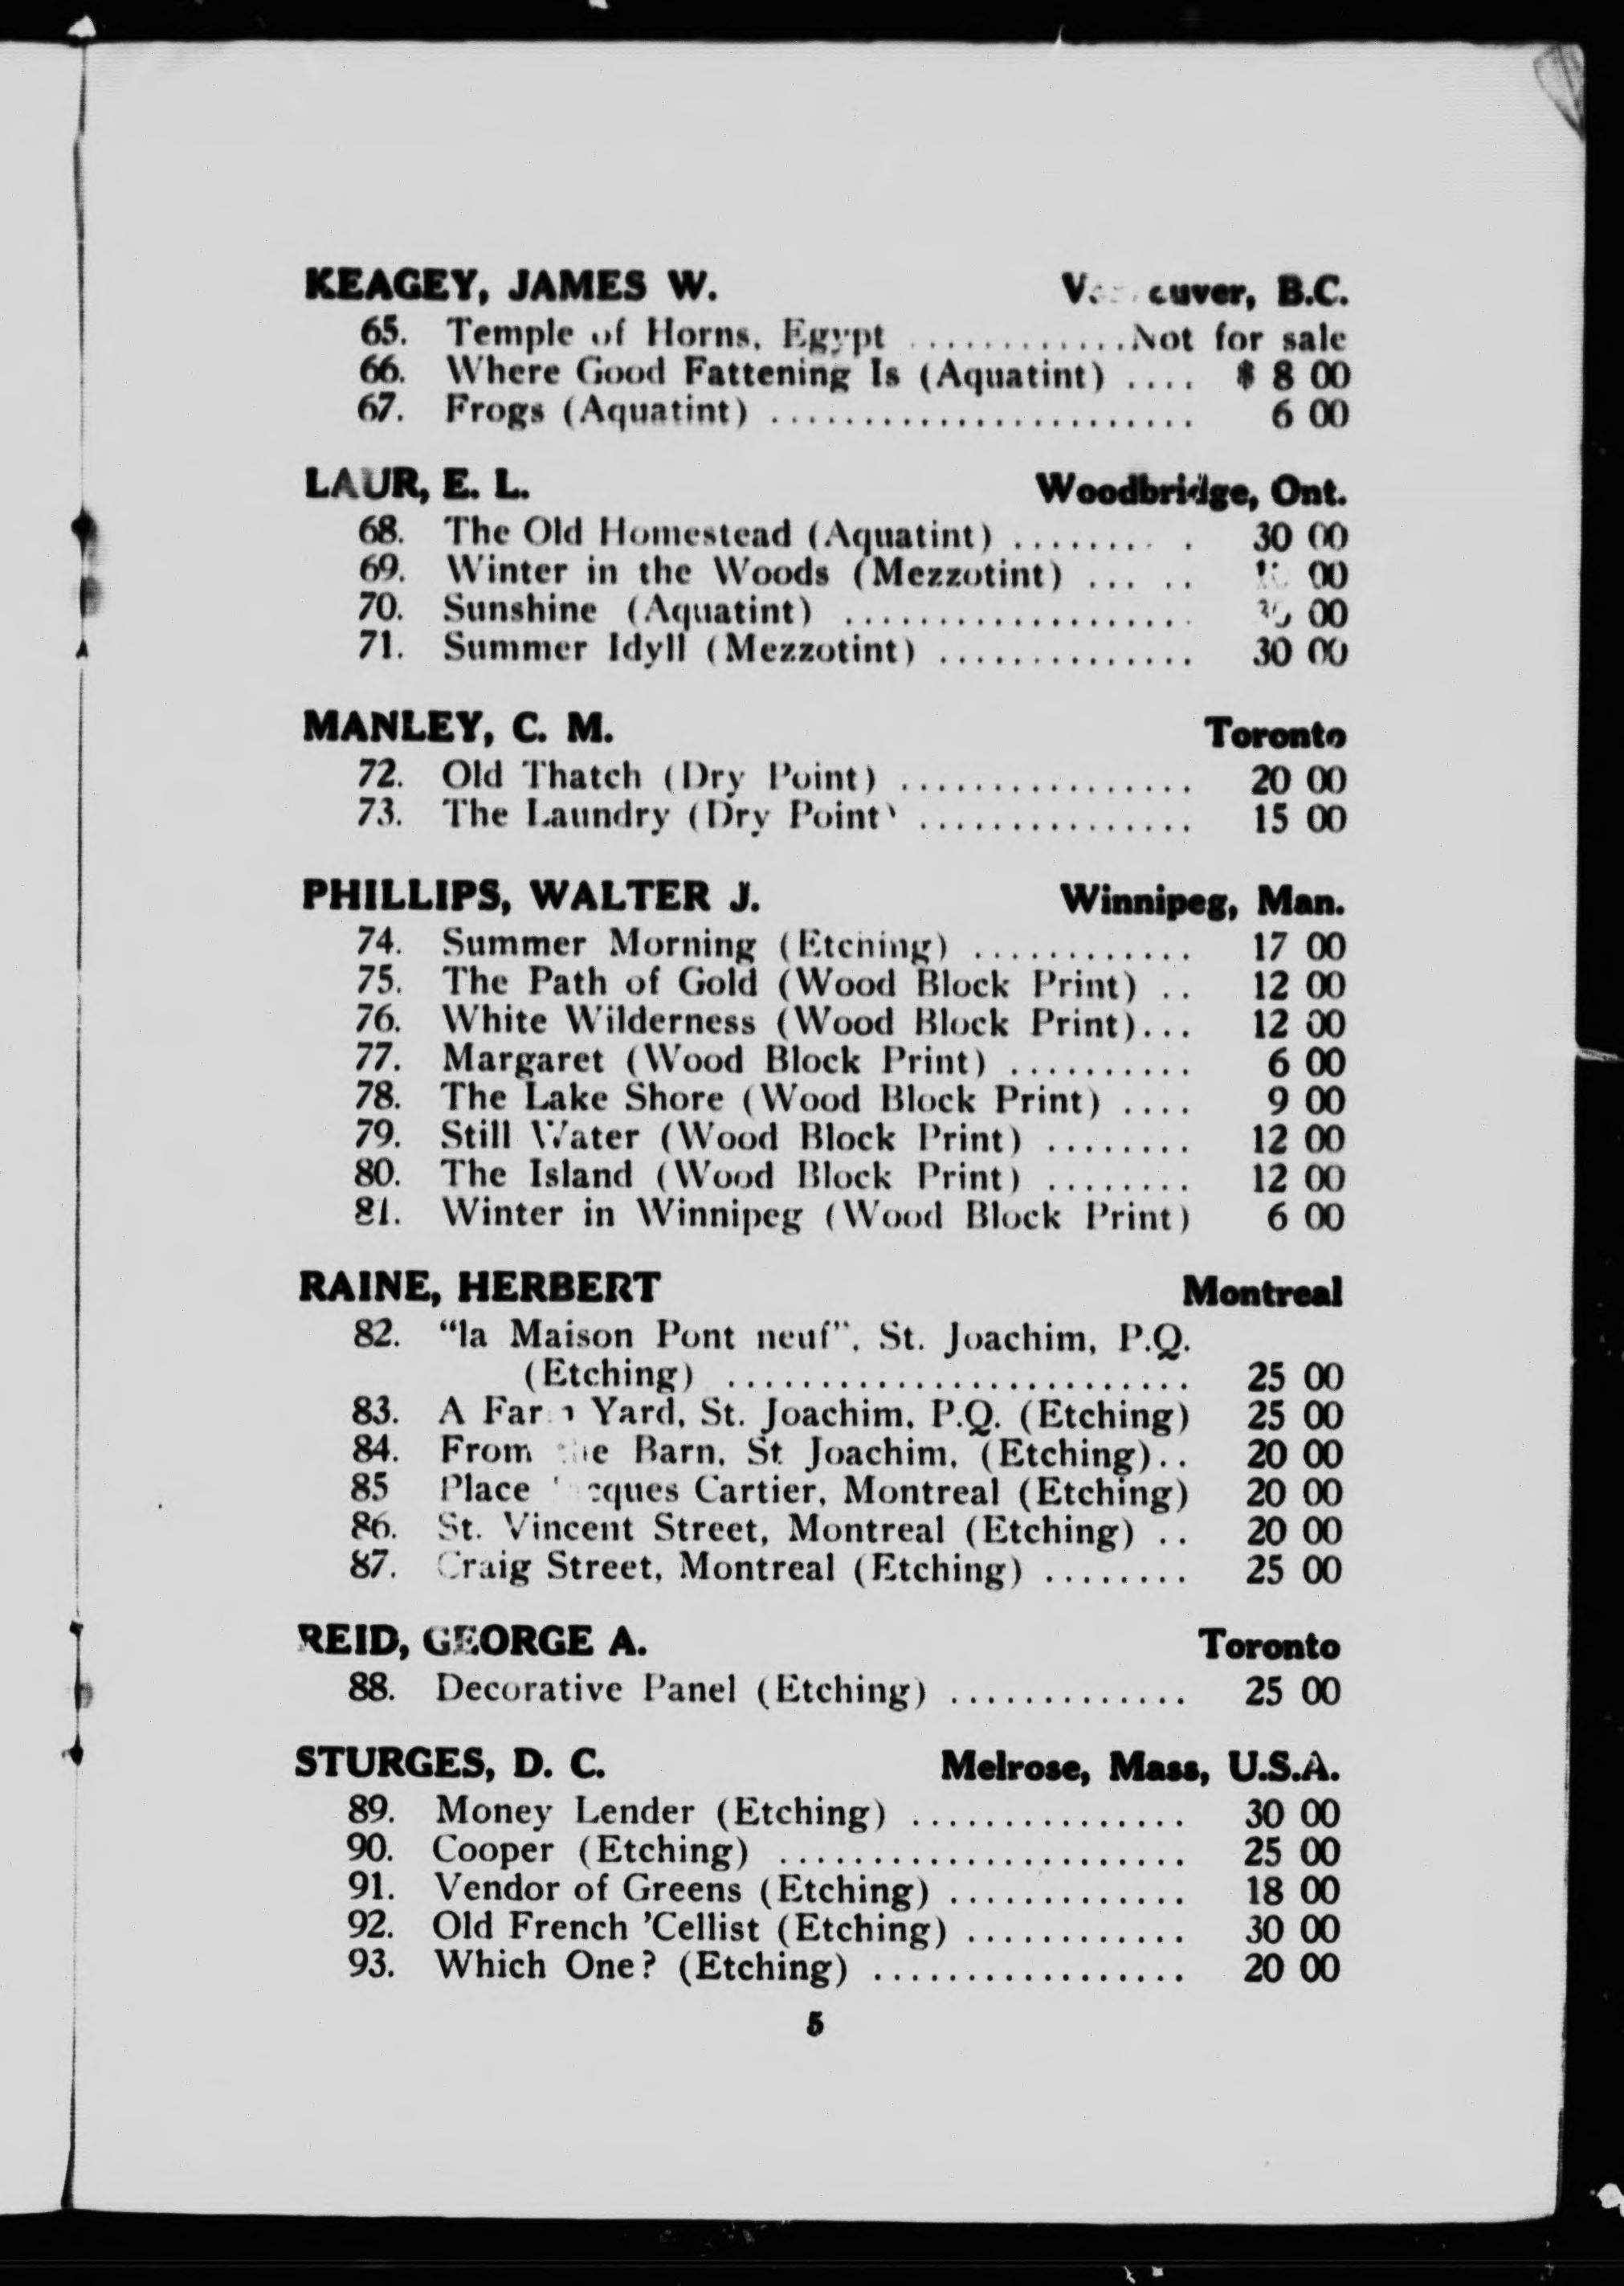 KEAGEY, JAMES W. B.C.
65. Temple of Horns, Egypt ............Not for sale
66. Where Good Fattening Is (Aquatint) .... $ 8 00
67. Frogs (Aquatint) ....................... 6 00
LAUR, E. L. Woodbridge, Ont.
68. The Old Homestead (Aquatint) ........ . . 30 00
69. Winter in the Woods (Mezzotint) ... .. 00
70. Sunshine (Aquatint) ................... 00
71. Summer Idyll (Mezzotint) .............. 30 00
MANLEY, C. M. Toronto
72. Old Thatch (Dry Point) ................ 20 00
73. The Laundry (Dry Point) ............... 15 00
PHILLIPS, WALTER J. Winnipeg, Man.
74. Summer Morning (Etching) ............ 17 00
75. The Path of Gold (Wood Block Print) .. 12 00
76. White Wilderness (Wood Block Print)... 12 00
77. Margaret (Wood Block Print) .......... 6 00
78. The Lake Shore (Wood Block Print) .... 9 00
79. Still Water (Wood Block Print) ........ 12 00
80. The Island (Wood Block Print) ........ 12 00
81. Winter in Winnipeg (Wood Block Print) 6 00
RAINE, HERBERT Montreal
82. "la Maison Pont neuf", St. Joachim, P.Q.
(Etching) ......................... 25 00
83. A Farm Yard, St. Joachim, P.Q. (Etching) 25 00
84. From the Barn, St. Joachim, (Etching).. 20 00
85 Place Cartier, Montreal (Etching) 20 00
86. St. Vincent Street, Montreal (Etching) .. 20 00
87. Craig Street, Montreal (Etching) ........ 25 00
REID, GEORGE A. Toronto
88. Decorative Panel (Etching) ............. 25 00
STURGES, D. C. Melrose, Mass, U.S.A.
89. Money Lender (Etching) ............... 30 00
90. Cooper (Etching) ...................... 25 00
91. Vendor of Greens (Etching) ............. 18 00
92. Old French 'Cellist (Etching) ............ 30 00
93. Which One? (Etching) ................. 20 00
5